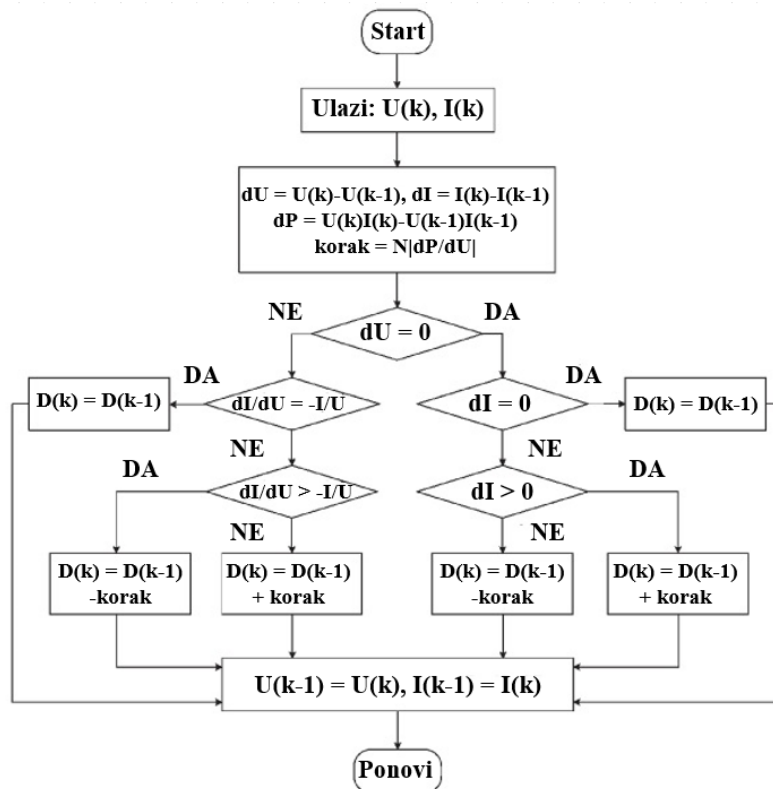 Start
Ulazi: U(k), I(k)
dU = U(k)-U(k-1), dI = I(k)-I(k-1)
dP = U(k)I(k)-U(k-1)I(k-1)
korak = N|dP/dU|
NE
DA
dU = 0
DA
DA
D(k) = D(k-1)
dI/dU = -I/U
dI = 0
D(k) = D(k-1)
NE
NE
DA
DA
dI/dU > -I/U
dI > 0
NE
NE
D(k) = D(k-1)
-korak
D(k) = D(k-1)
+ korak
D(k) = D(k-1)
-korak
D(k) = D(k-1)
+ korak
U(k-1) = U(k), I(k-1) = I(k)
Ponovi